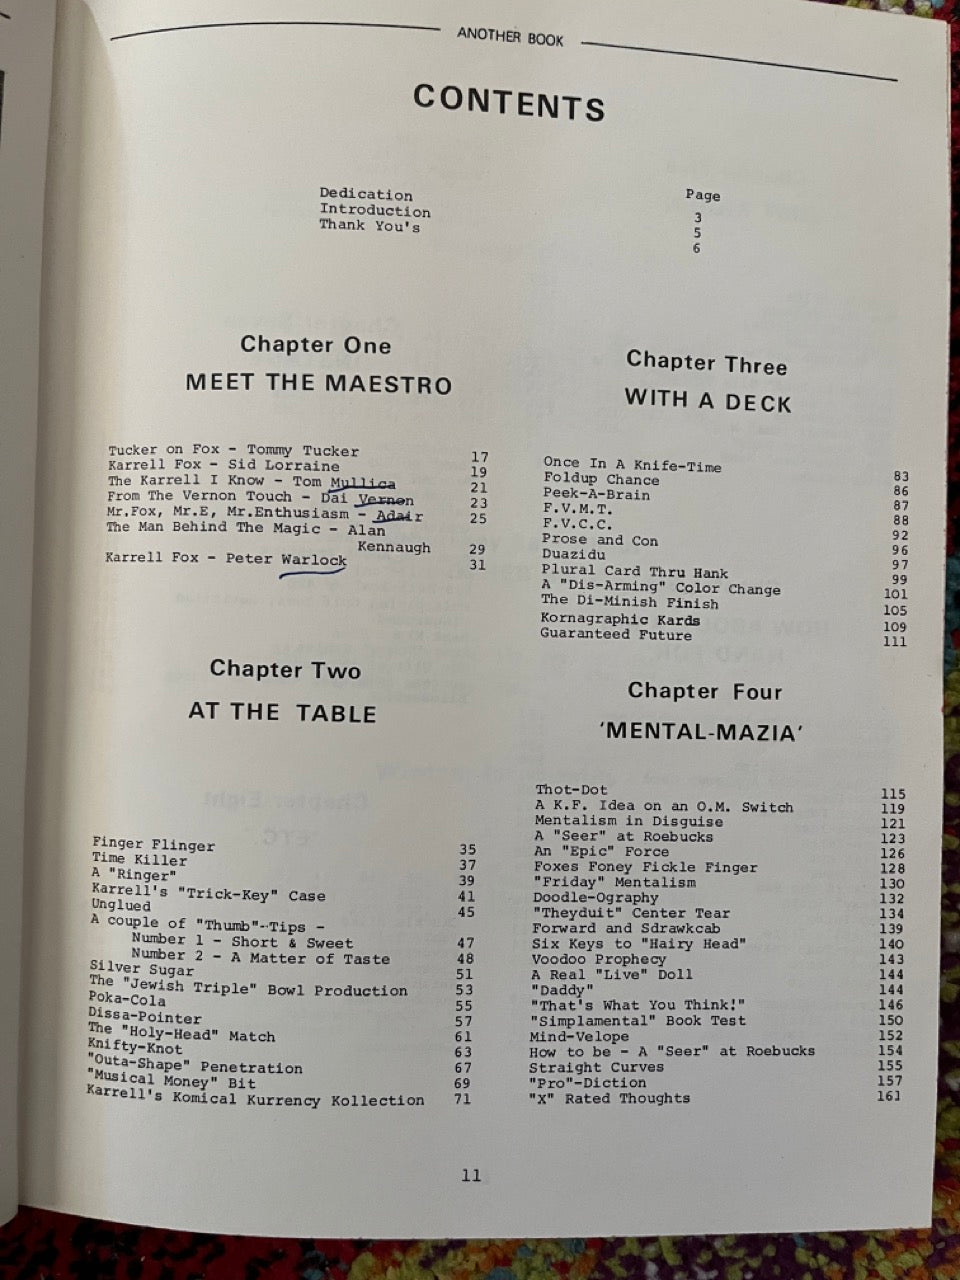 ANOTHER BOOK
CONTENTS
Page
Dedication 3
Introduction 5
Thank You's 6
Chapter One
MEET THE MAESTRO
Tucker on Fox - Tommy Tucker 17
Karrell Fox - Sid Lorraine 19
The Karrell I Know - Tom Mullica 21
From The Vernon Touch - Dai Vernon 23
Mr.Fox, Mr.E, Mr.Enthusiasm - Adair 25
The Man Behind The Magic - Alan
Kennaugh 29
Karrell Fox - Peter Warlock 31
Chapter Two
AT THE TABLE
Finger Flinger 35
Time Killer 37
A "Ringer" 39
Karrell's "Trick-Key" Case 41
Unglued 45
A couple of "Thumb"-Tips -
Number 1 - Short & Sweet 47
Number 2 - A Matter of Taste 48
Silver Sugar 51
The "Jewish Triple" Bowl Production 53
Poka-Cola 55
Dissa-Pointer 57
The "Holy-Head" Match 61
Knifty-Knot 63
"Outa-Shape" Penetration 67
"Musical Money" Bit 69
Karrell's Komical Kurrency Kollection 71
Chapter Three
WITH A DECK
Once In A Knife-Time 83
Foldup Chance 86
Peek-A-Brain 87
F.V.M.T. 88
F.V.C.C. 92
Prose and Con 96
Duazidu 97
Plural Card Thru Hank 99
A "Dis-Arming" Color Change 101
The Di-Minish Finish 105
Kornagraphic Kards 109
Guaranteed Future 111
Chapter Four
'MENTAL-MAZIA'
Thot-Dot 115
A K.F. Idea on an O.M. Switch 119
Mentalism in Disguise 121
A "Seer" at Roebucks 123
An "Epic" Force 126
Foxes Foney Fickle Finger 128
"Friday" Mentalism 130
Doodle-Ography 132
"Theyduit" Center Tear 134
Forward and Sdrawkcab 139
Six Keys to "Hairy Head" 140
Voodoo Prophecy 143
A Real "Live" Doll 144
"Daddy" 144
"That's What You Think!" 146
"Simplamental" Book Test 150
Mind-Velope 152
How to be - A "Seer" at Roebucks 154
Straight Curves 155
"Pro"-Diction 157
"X" Rated Thoughts 161
11